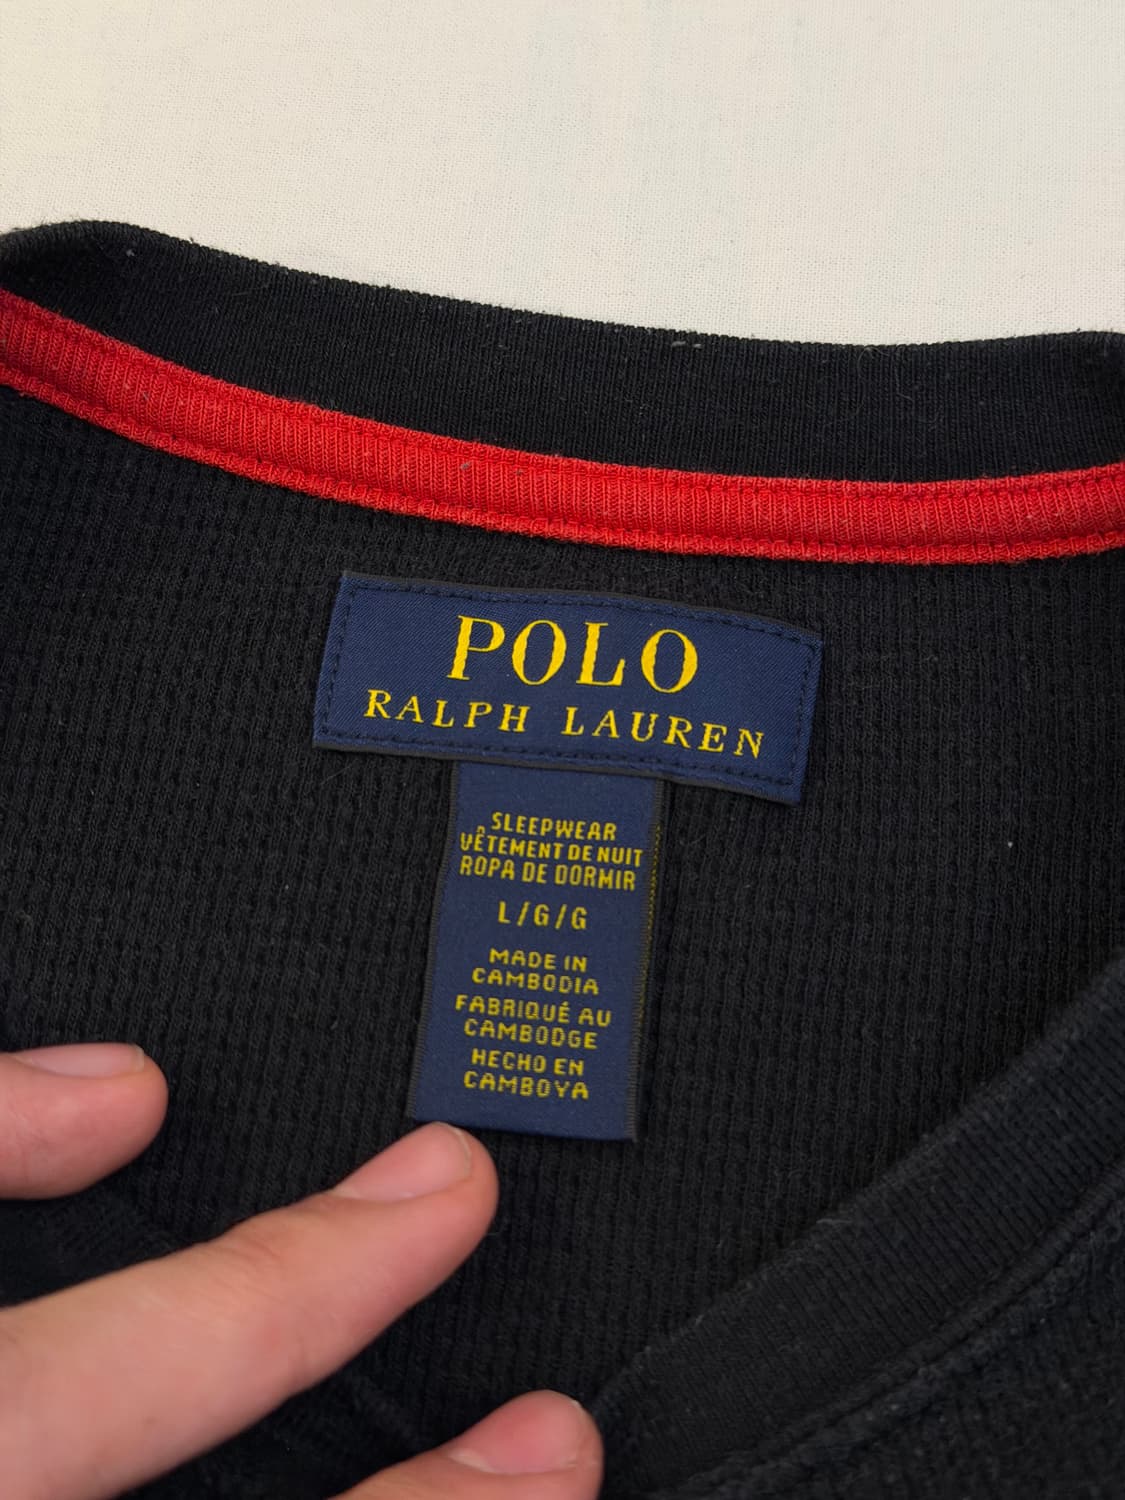 POLO
RALPH LAUREN
SLEEPWEAR
VÊTEMENT DE NUIT
ROPA DE DORMIR
L/G/G
MADE IN
CAMBODIA
FABRIQUÉ AU
CAMBODGE
HECHO EN
CAMBOYA